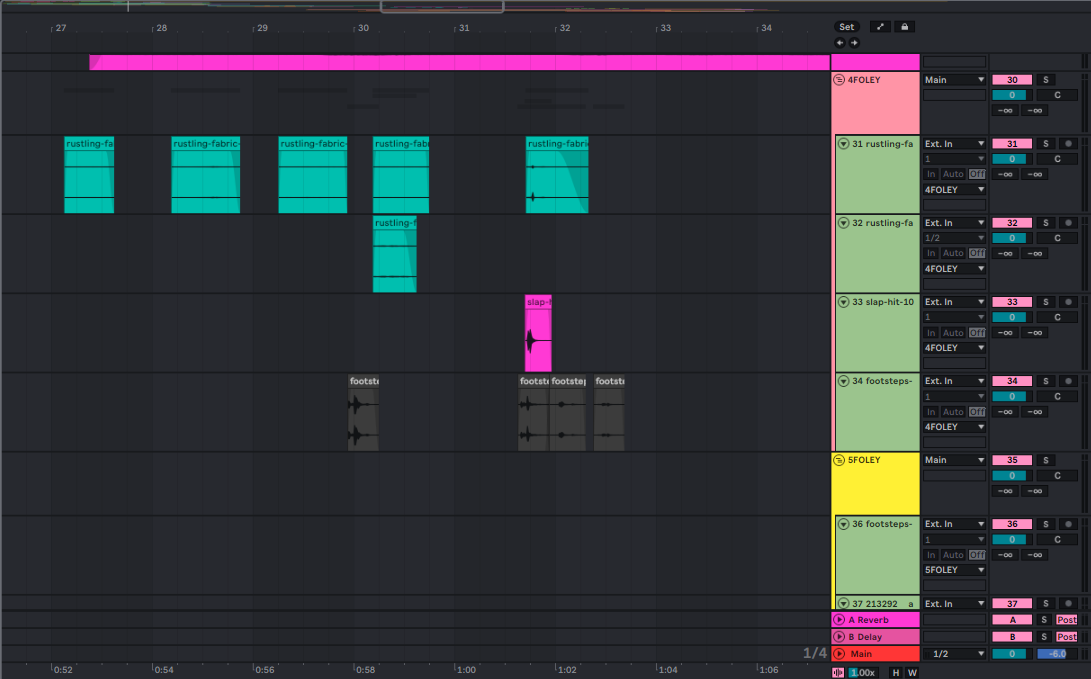 27 28 29 30 31 32 33 34 Set
4FOLEY Main 30 S
0 C
-∞ -∞
rustling-fa rustling-fabric- rustling-fabric- rustling-fabri rustling-fabri 31 rustling-fa Ext. In 31 S
1 0 C
In Auto Off -∞ -∞
4FOLEY
rustling-f 32 rustling-fa Ext. In 32 S
1/2 0 C
In Auto Off -∞ -∞
4FOLEY
slap-h 33 slap-hit-10 Ext. In 33 S
1 0 C
In Auto Off -∞ -∞
4FOLEY
footste footste footstep footste 34 footsteps- Ext. In 34 S
1 0 C
In Auto Off -∞ -∞
4FOLEY
5FOLEY Main 35 S
0 C
-∞ -∞
36 footsteps- Ext. In 36 S
1 0 C
In Auto Off -∞ -∞
5FOLEY
37 213292 a Ext. In 37 S
A Reverb A S Post
B Delay B S Post
1/4 Main 1/2 0 -6.0
0:52 0:54 0:56 0:58 1:00 1:02 1:04 1:06 1.00x H W